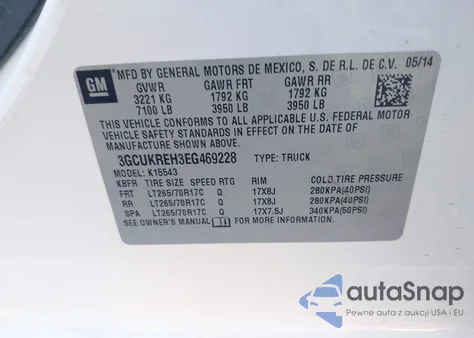 GM
MFD BY GENERAL MOTORS DE MEXICO, S. DE R.L. DE C.V. 05/14
GVWR GAWR FRT GAWR RR
3221 KG 1792 KG 1792 KG
7100 LB 3950 LB 3950 LB
THIS VEHICLE CONFORMS TO ALL APPLICABLE U.S. FEDERAL MOTOR
VEHICLE SAFETY STANDARDS IN EFFECT ON THE DATE OF
MANUFACTURE SHOWN ABOVE.
3GCUKREH3EG469228 TYPE: TRUCK
MODEL: K15543
KBFR TIRE SIZE SPEED RTG RIM COLD TIRE PRESSURE
FRT LT265/70R17C Q 17X8J 280KPA(40PSI)
RR LT265/70R17C Q 17X8J 280KPA(40PSI)
SPA LT265/70R17C Q 17X7.5J 340KPA(50PSI)
SEE OWNER'S MANUAL FOR MORE INFORMATION.
autoSnap
Pewne auta z aukcji USA i EU